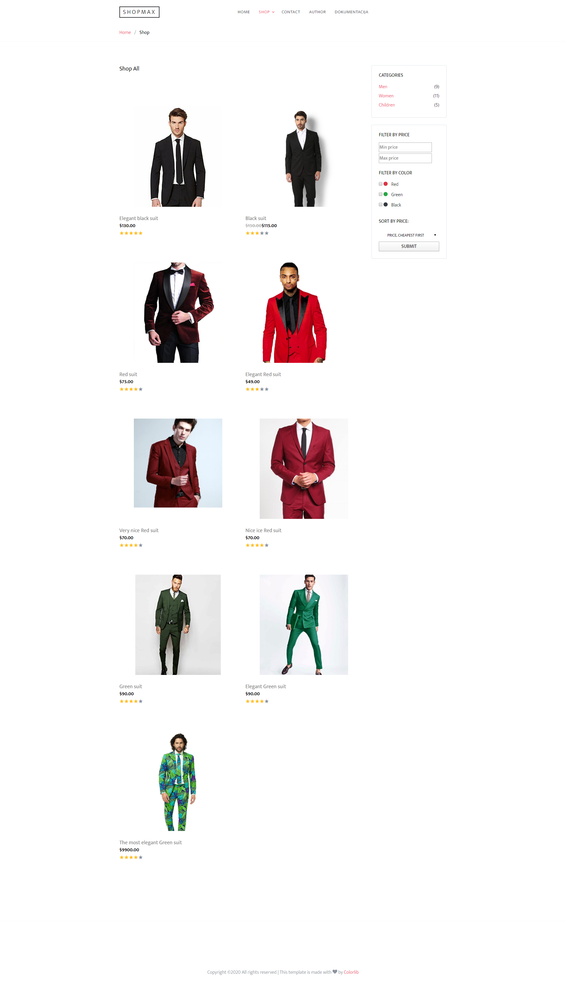 SHOPMAX
HOME SHOP CONTACT AUTHOR DOKUMENTACIJA
Home / Shop
Shop All
Elegant black suit
$130.00
Black suit
$150.00$115.00
Red suit
$75.00
Elegant Red suit
$49.00
Very nice Red suit
$70.00
Nice ice Red suit
$70.00
Green suit
$90.00
Elegant Green suit
$90.00
The most elegant Green suit
$9900.00
CATEGORIES
Men (9)
Women (11)
Children (5)
FILTER BY PRICE
Min price
Max price
FILTER BY COLOR
Red
Green
Black
SORT BY PRICE:
PRICE, CHEAPEST FIRST
SUBMIT
Copyright ©2020 All rights reserved | This template is made with ♥ by Colorlib